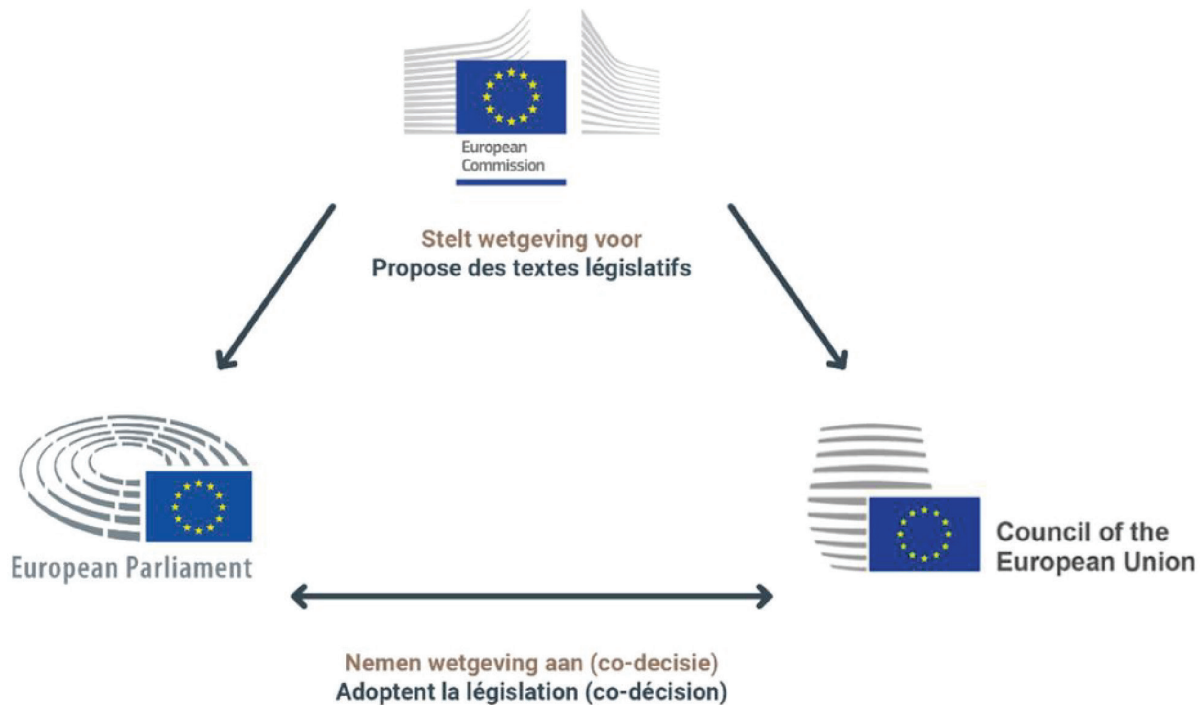 European
Commission
Stelt wetgeving voor
Propose des textes législatifs
European Parliament
Council of the
European Union
Nemen wetgeving aan (co-decisie)
Adoptent la législation (co-décision)